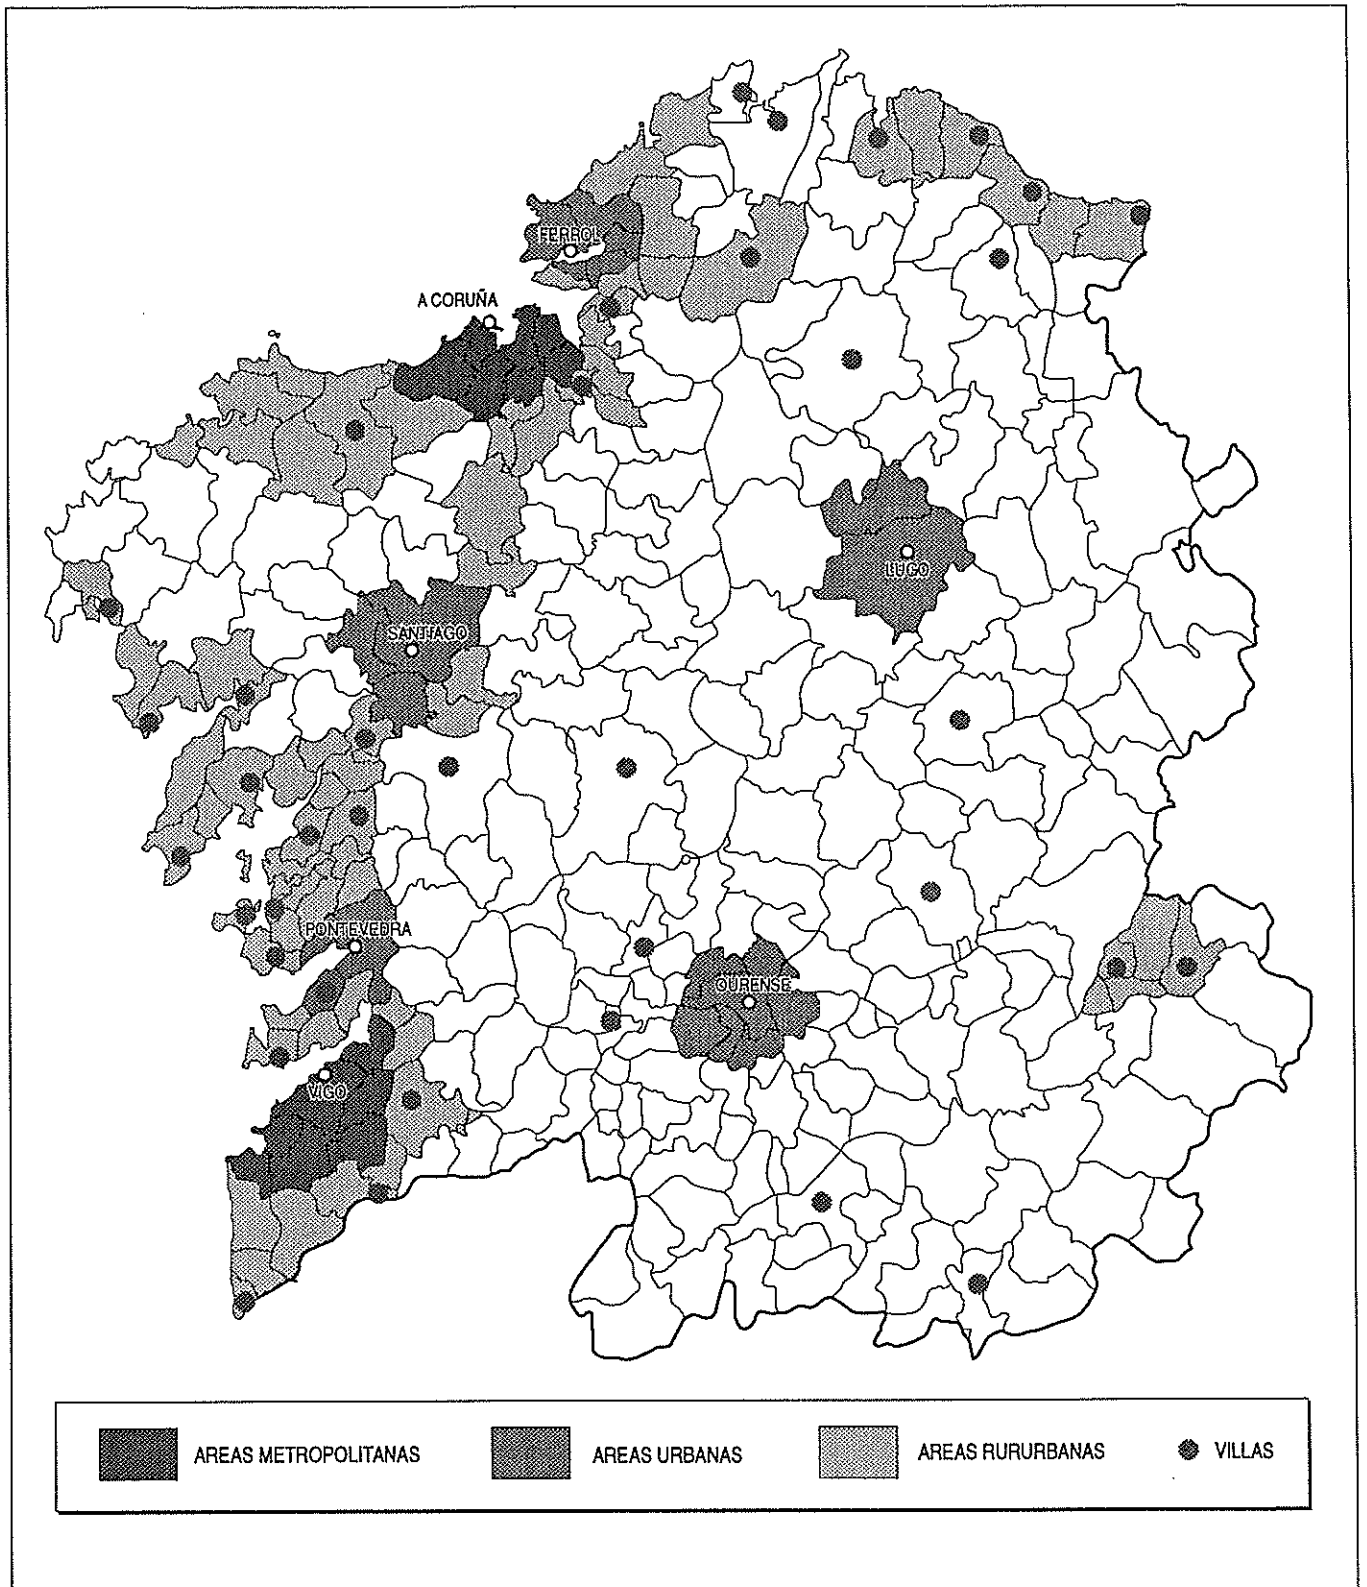 FERROL
A CORUÑA
LUGO
SANTIAGO
PONTEVEDRA
OURENSE
VIGO
AREAS METROPOLITANAS
AREAS URBANAS
AREAS RURURBANAS
VILLAS